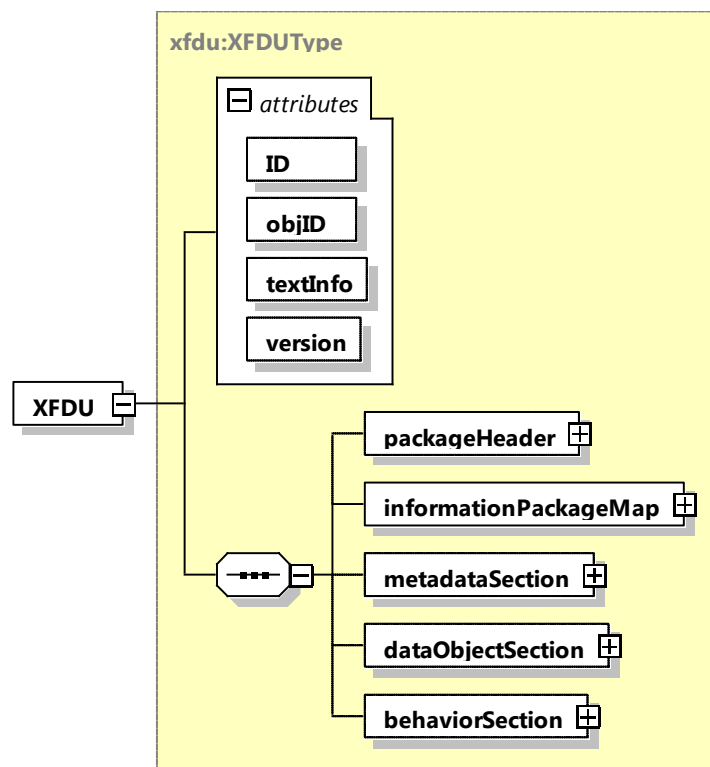 xfdu:XFDUType
attributes
ID
objID
textInfo
version
XFDU
packageHeader
informationPackageMap
metadataSection
dataObjectSection
behaviorSection